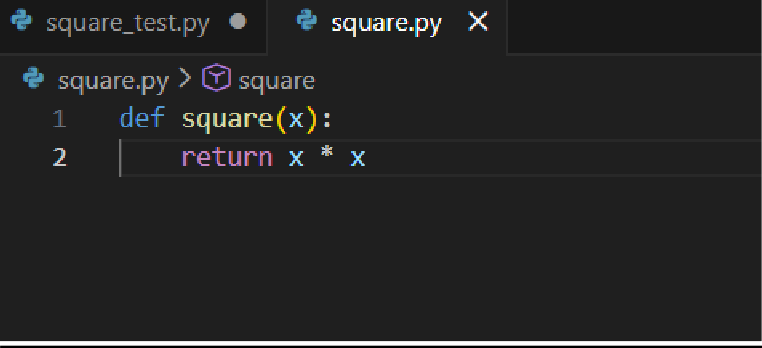 square_test.py
square.py
square.py > square
1 def square(x):
2 return x * x